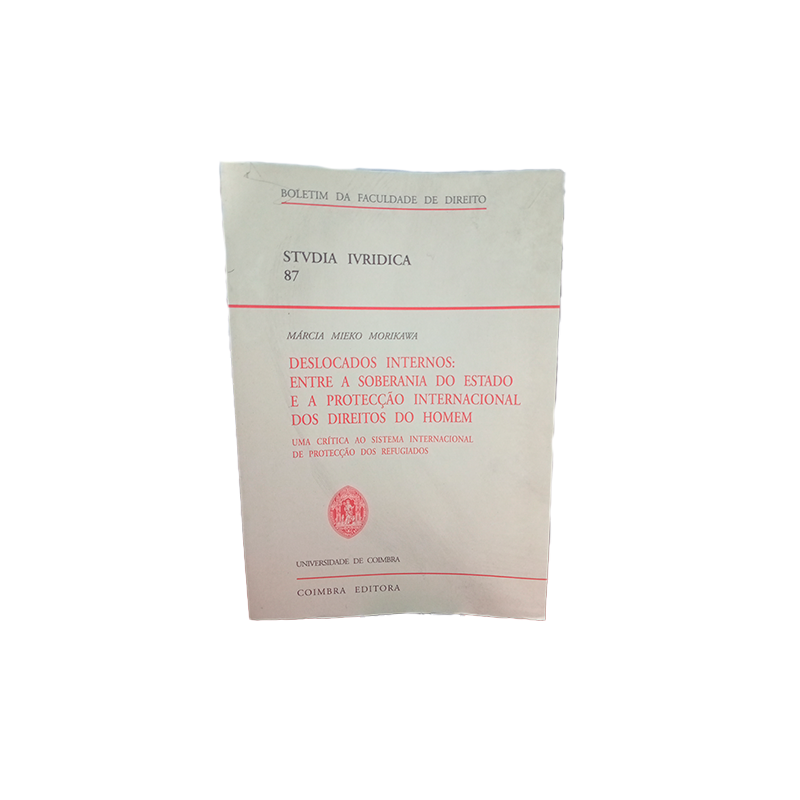 BOLETIM DA FACULDADE DE DIREITO
STVDIA IVRIDICA
87
MÁRCIA MIEKO MORIKAWA
DESLOCADOS INTERNOS:
ENTRE A SOBERANIA DO ESTADO
E A PROTECÇÃO INTERNACIONAL
DOS DIREITOS DO HOMEM
UMA CRÍTICA AO SISTEMA INTERNACIONAL
DE PROTECÇÃO DOS REFUGIADOS
UNIVERSIDADE DE COIMBRA
COIMBRA EDITORA